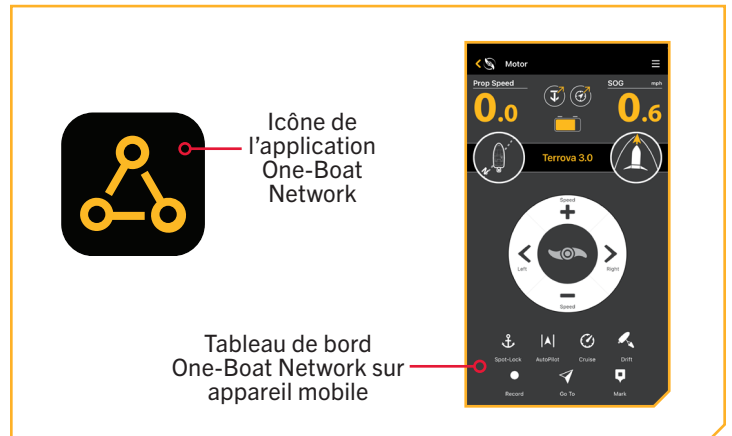 Icône de
l'application
One-Boat
Network
Motor
Prop Speed
SOG mph
0.0
0.6
N
Terrova 3.0
Speed
Left
Right
Speed
Spot-Lock AutoPilot Cruise Drift
Record Go To Mark
Tableau de bord
One-Boat Network sur
appareil mobile